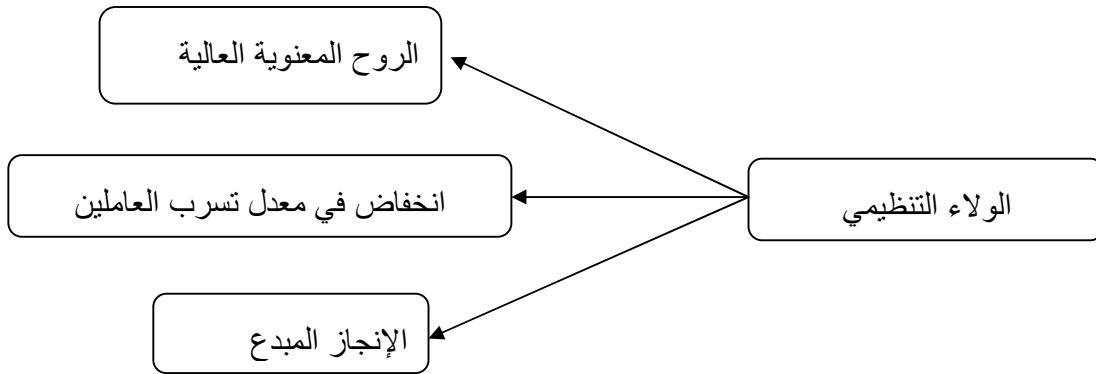 الروح المعنوية العالية
انخفاض في معدل تسرب العاملين
الولاء التنظيمي
الإنجاز المبدع